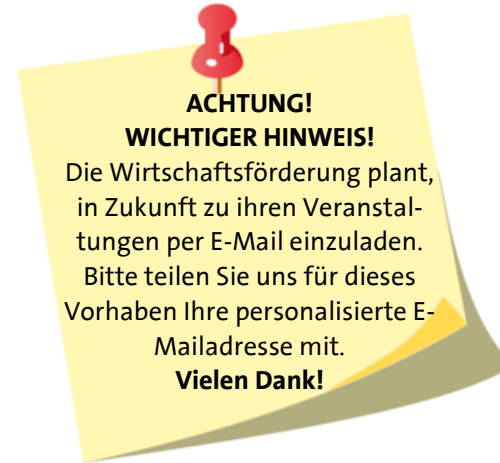 ACHTUNG!
WICHTIGER HINWEIS!
Die Wirtschaftsförderung plant,
in Zukunft zu ihren Veranstal-
tungen per E-Mail einzuladen.
Bitte teilen Sie uns für dieses
Vorhaben Ihre personalisierte E-
Mailadresse mit.
Vielen Dank!